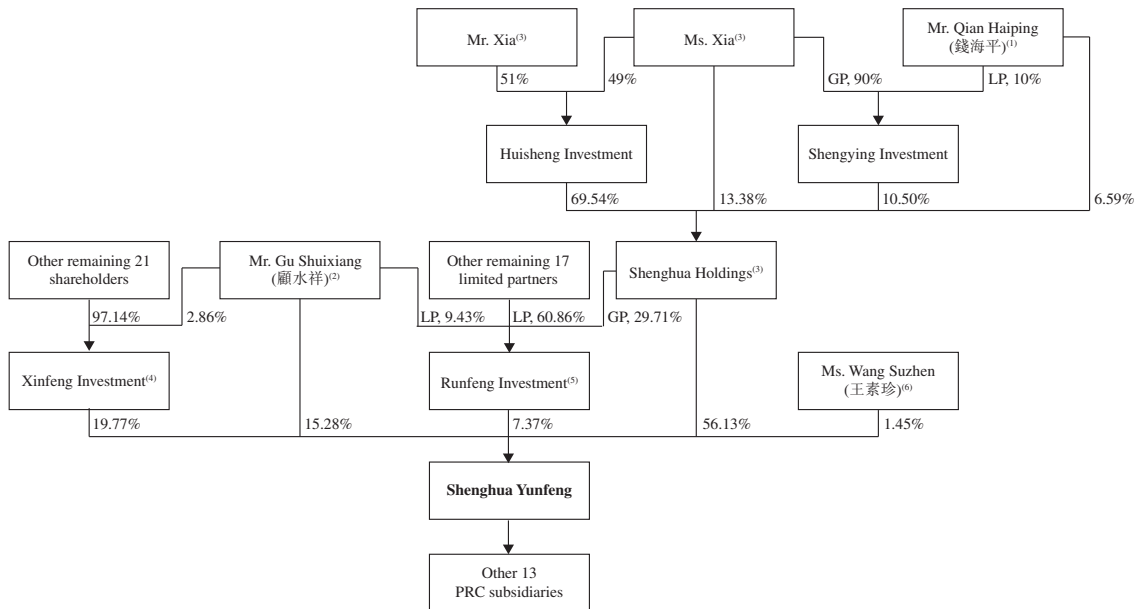 Mr. Xia(3)
Ms. Xia(3)
Mr. Qian Haiping
(錢海平)(1)
51%
49%
GP, 90%
LP, 10%
Huisheng Investment
Shengying Investment
69.54%
13.38%
10.50%
6.59%
Other remaining 21
shareholders
Mr. Gu Shuixiang
(顧水祥)(2)
Other remaining 17
limited partners
Shenghua Holdings(3)
97.14%
2.86%
LP, 9.43%
LP, 60.86%
GP, 29.71%
Xinfeng Investment(4)
Runfeng Investment(5)
Ms. Wang Suzhen
(王素珍)(6)
19.77%
15.28%
7.37%
56.13%
1.45%
Shenghua Yunfeng
Other 13
PRC subsidiaries